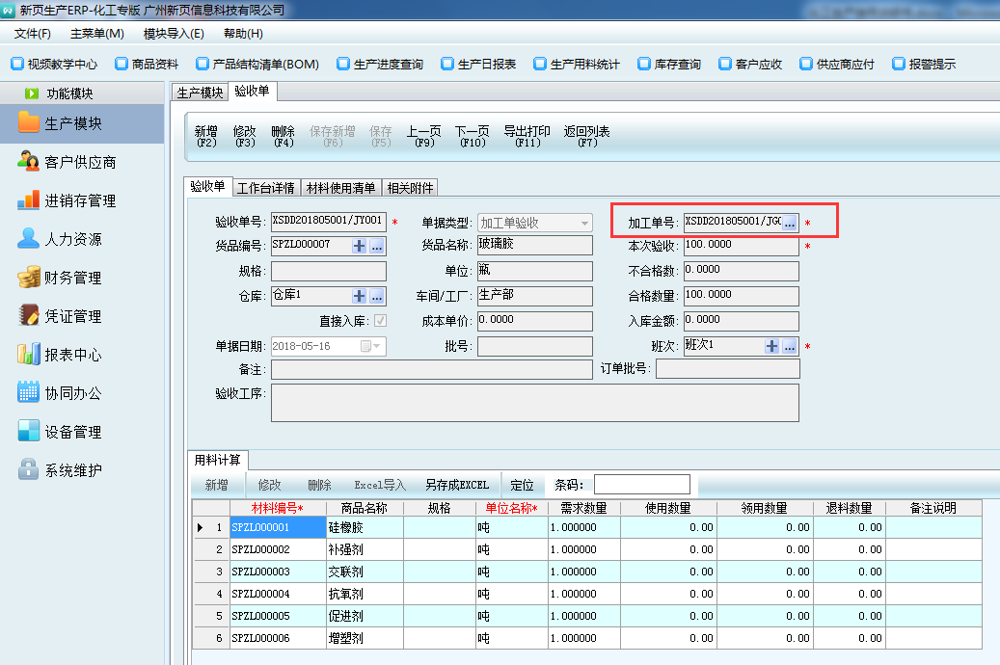 新页生产ERP-化工专版 广州新页信息科技有限公司
文件(F) 主菜单(M) 模块导入(E) 帮助(H)
视频教学中心 商品资料 产品结构清单(BOM) 生产进度查询 生产日报表 生产用料统计 库存查询 客户应收 供应商应付 报警提示
功能模块
生产模块
客户供应商
进销存管理
人力资源
财务管理
凭证管理
报表中心
协同办公
设备管理
系统维护
生产模块 验收单
新增 修改 删除 保存新增 保存 上一页 下一页 导出打印 返回列表
(F2) (F3) (F4) (F6) (F5) (F9) (F10) (F11) (F7)
验收单 工作台详情 材料使用清单 相关附件
验收单号: XSDD201805001/JY001 * 单据类型: 加工单验收 加工单号: XSDD201805001/JG ... *
货品编号: SPZL000007 + ... 货品名称: 玻璃胶 本次验收: 100.0000 *
规格: 单位: 瓶 不合格数: 0.0000
仓库: 仓库1 + ... 车间/工厂: 生产部 合格数量: 100.0000
直接入库: 成本单价: 0.0000 入库金额: 0.0000
单据日期: 2018-05-16 批号: 班次: 班次1 + ... *
备注: 订单批号:
验收工序:
用料计算
新增 修改 删除 Excel导入 另存成EXCEL 定位 条码:
材料编号* 商品名称 规格 单位名称* 需求数量 使用数量 领用数量 退料数量 备注说明
1 SPZL000001 硅橡胶 吨 1.000000 0.00 0.00 0.00
2 SPZL000002 补强剂 吨 1.000000 0.00 0.00 0.00
3 SPZL000003 交联剂 吨 1.000000 0.00 0.00 0.00
4 SPZL000004 抗氧剂 吨 1.000000 0.00 0.00 0.00
5 SPZL000005 促进剂 吨 1.000000 0.00 0.00 0.00
6 SPZL000006 增塑剂 吨 1.000000 0.00 0.00 0.00